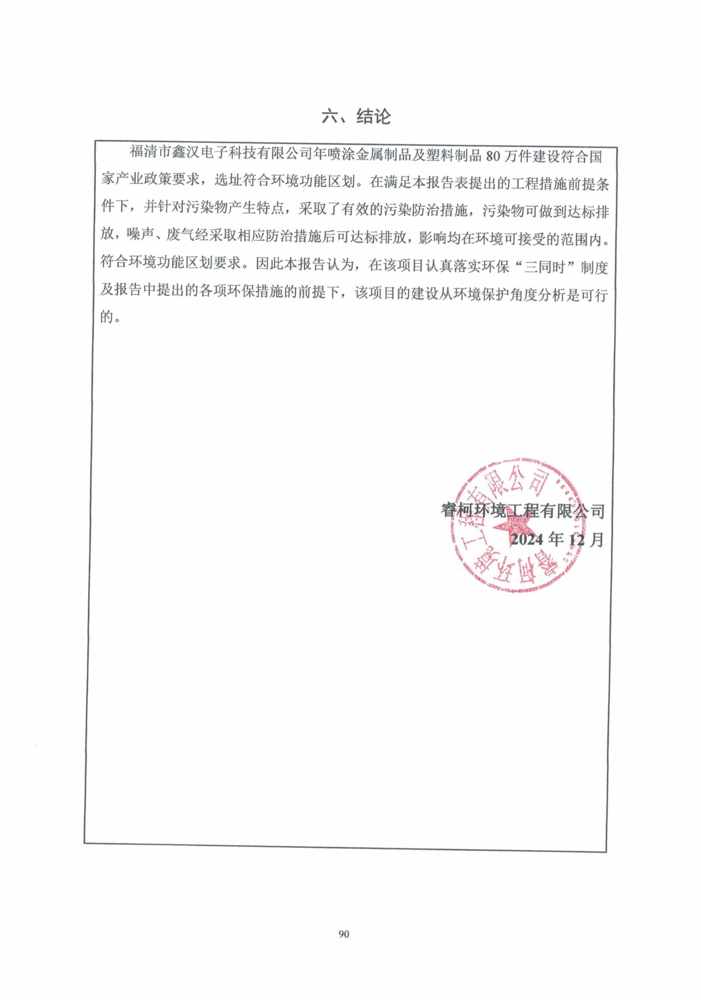 六、结论
福清市鑫汉电子科技有限公司年喷涂金属制品及塑料制品 80 万件建设符合国
家产业政策要求，选址符合环境功能区划。在满足本报告表提出的工程措施前提条
件下，并针对污染物产生特点，采取了有效的污染防治措施，污染物可做到达标排
放，噪声、废气经采取相应防治措施后可达标排放，影响均在环境可接受的范围内。
符合环境功能区划要求。因此本报告认为，在该项目认真落实环保“三同时”制度
及报告中提出的各项环保措施的前提下，该项目的建设从环境保护角度分析是可行
的。
睿柯环境工程有限公司
睿柯环境工程有限公司
2024 年 12 月
90